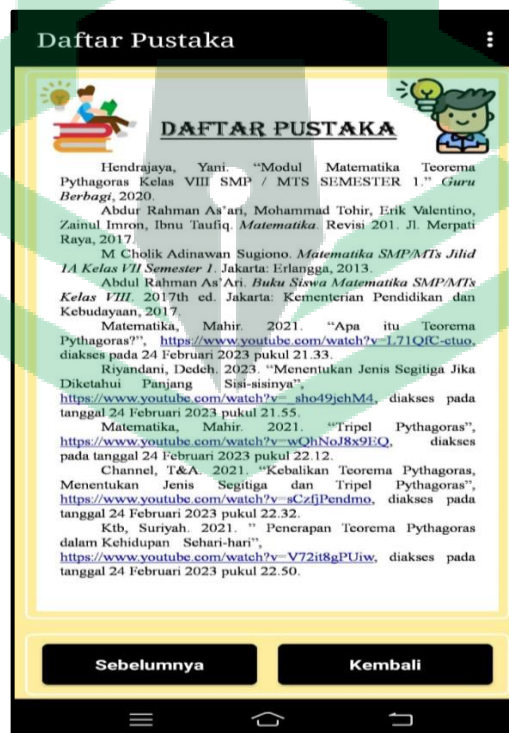 Daftar Pustaka
DAFTAR PUSTAKA
Hendrajaya, Yani. “Modul Matematika Teorema
Pythagoras Kelas VIII SMP / MTS SEMESTER 1.” Guru
Berbagi, 2020.
Abdur Rahman As’ari, Mohammad Tohir, Erik Valentino,
Zainul Imron, Ibnu Taufiq. Matematika. Revisi 201. Jl. Merpati
Raya, 2017.
M Cholik Adinawan Sugiono. Matematika SMP/MTs Jilid
1A Kelas VII Semester 1. Jakarta: Erlangga, 2013.
Abdul Rahman As’Ari. Buku Siswa Matematika SMP/MTs
Kelas VIII. 2017th ed. Jakarta: Kementerian Pendidikan dan
Kebudayaan, 2017.
Matematika, Mahir. 2021. “Apa itu Teorema
Pythagoras?”, https://www.youtube.com/watch?v=L71QfC-ctuo,
diakses pada 24 Februari 2023 pukul 21.33.
Riyandani, Dedeh. 2023. “Menentukan Jenis Segitiga Jika
Diketahui Panjang Sisi-sisinya”,
https://www.youtube.com/watch?v=_sho49jehM4, diakses pada
tanggal 24 Februari 2023 pukul 21.55.
Matematika, Mahir. 2021. “Tripel Pythagoras”,
https://www.youtube.com/watch?v=wQhNoJ8x9EQ, diakses
pada tanggal 24 Februari 2023 pukul 22.12.
Channel, T&A. 2021. “Kebalikan Teorema Pythagoras,
Menentukan Jenis Segitiga dan Tripel Pythagoras”,
https://www.youtube.com/watch?v=sCzfjPendmo, diakses pada
tanggal 24 Februari 2023 pukul 22.32.
Ktb, Suriyah. 2021. ” Penerapan Teorema Pythagoras
dalam Kehidupan Sehari-hari”,
https://www.youtube.com/watch?v=V72it8gPUiw, diakses pada
tanggal 24 Februari 2023 pukul 22.50.
Sebelumnya
Kembali